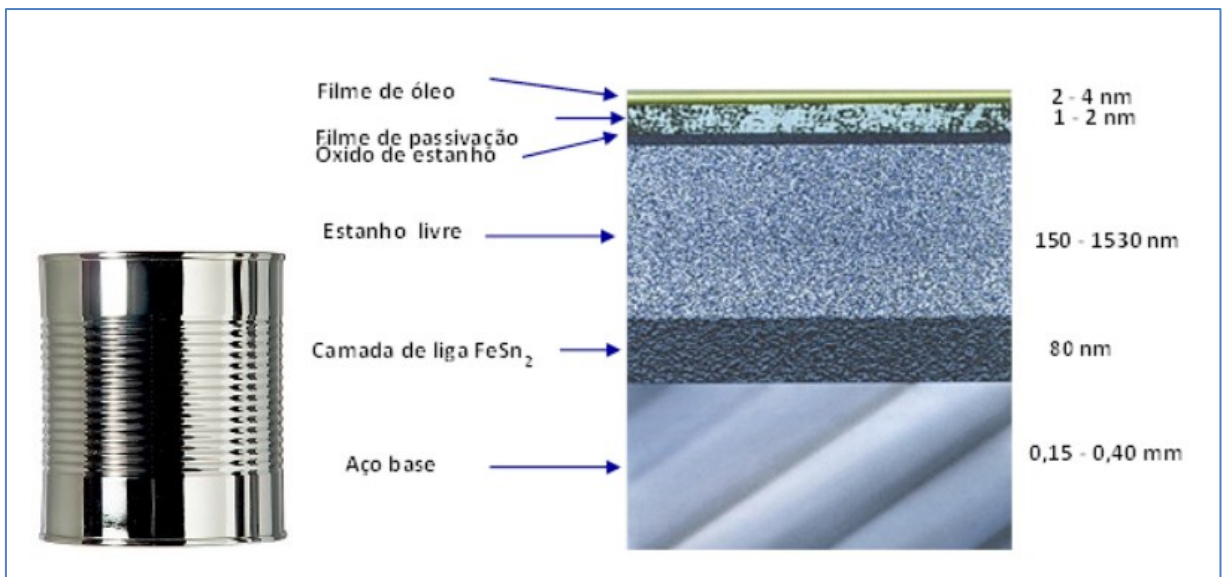 Filme de óleo
2 - 4 nm
1 - 2 nm
Filme de passivação
Óxido de estanho
Estanho livre
150 - 1530 nm
Camada de liga FeSn₂
80 nm
Aço base
0,15 - 0,40 mm